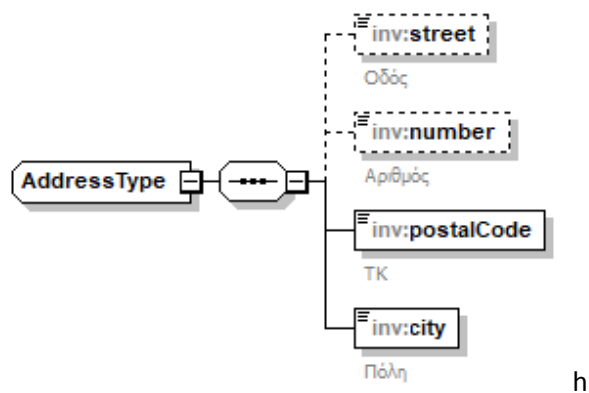 inv:street
Οδός
inv:number
Αριθμός
AddressType
inv:postalCode
ΤΚ
inv:city
Πόλη
h